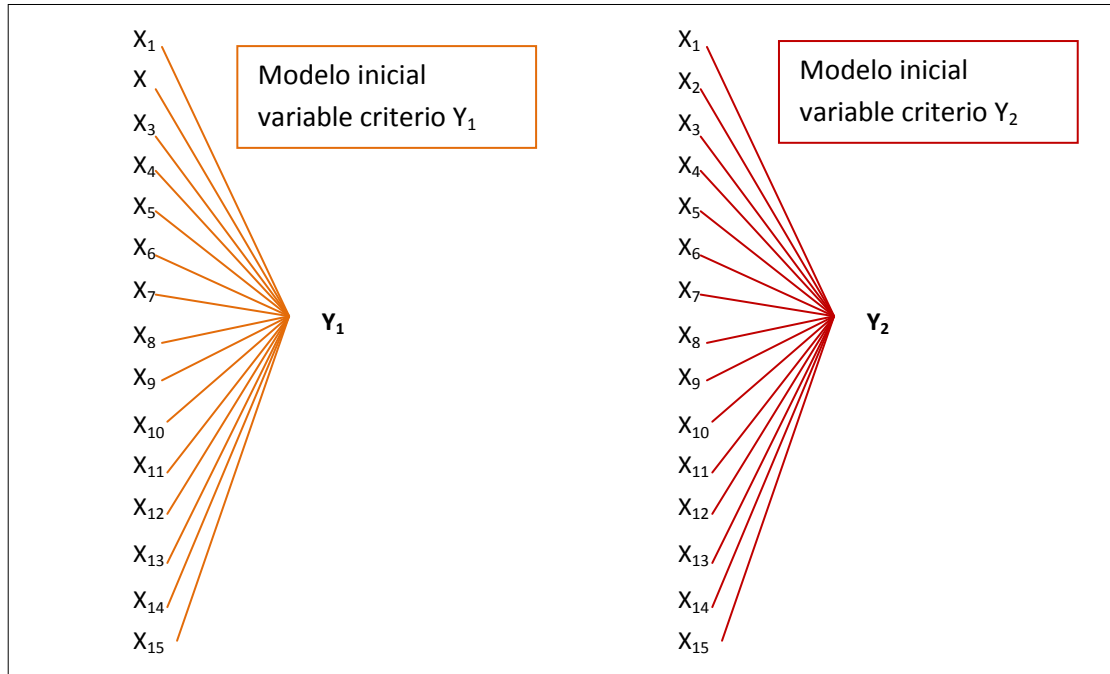 X₁
X
X₃
X₄
X₅
X₆
X₇
X₈
X₉
X₁₀
X₁₁
X₁₂
X₁₃
X₁₄
X₁₅
Modelo inicial
variable criterio Y₁
Y₁
X₁
X₂
X₃
X₄
X₅
X₆
X₇
X₈
X₉
X₁₀
X₁₁
X₁₂
X₁₃
X₁₄
X₁₅
Modelo inicial
variable criterio Y₂
Y₂